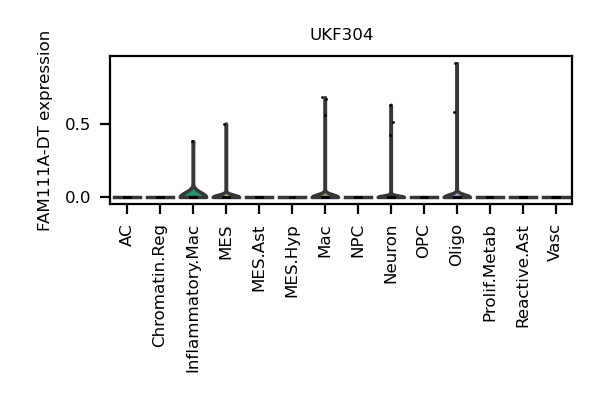 UKF304
FAM111A-DT expression
0.5
0.0
AC
Chromatin.Reg
Inflammatory.Mac
MES
MES.Ast
MES.Hyp
Mac
NPC
Neuron
OPC
Oligo
Prolif.Metab
Reactive.Ast
Vasc